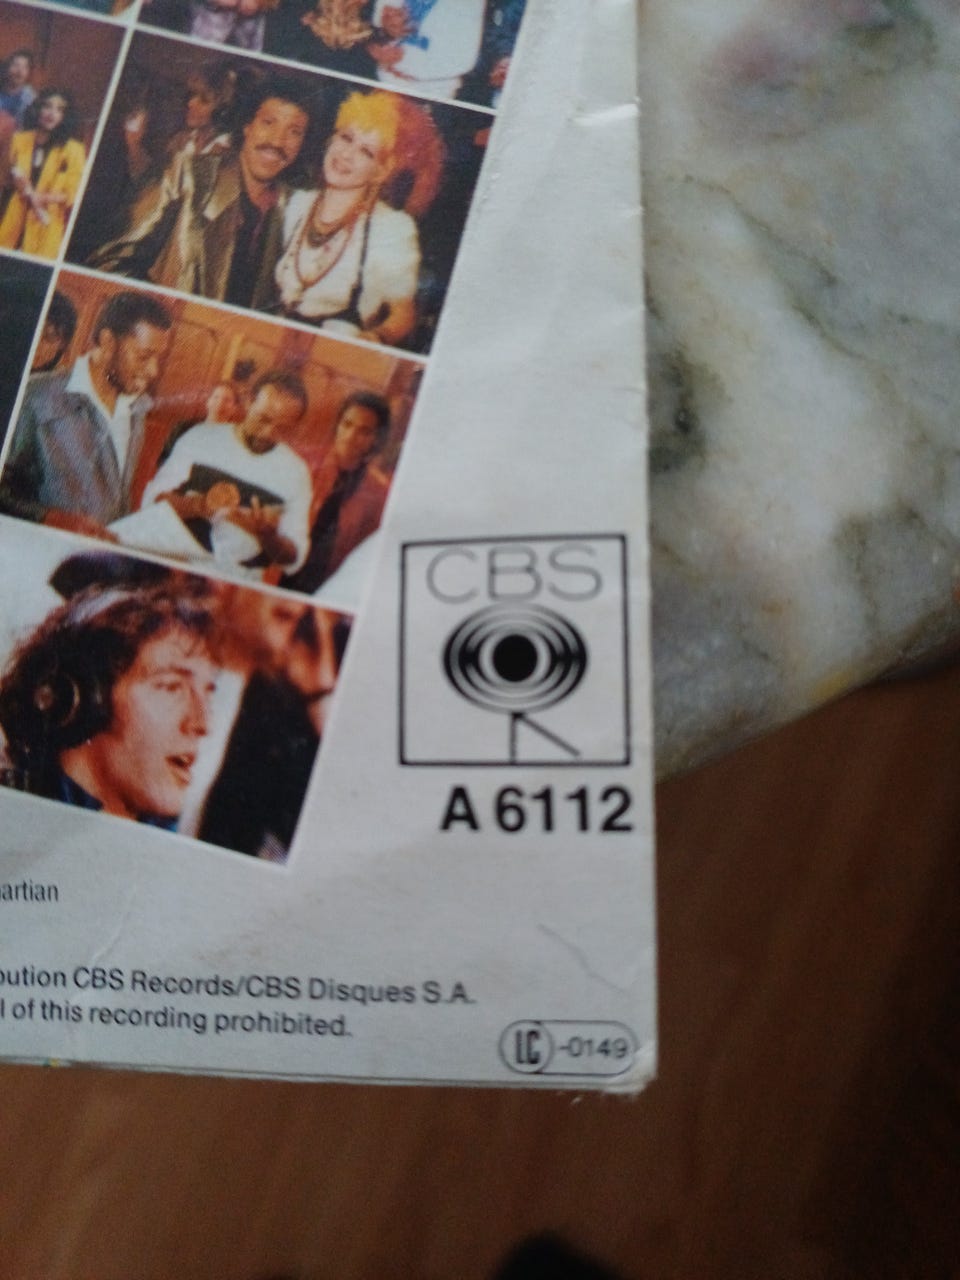 CBS
A 6112
artian
bution CBS Records/CBS Disques S.A.
l of this recording prohibited.
LC -0149